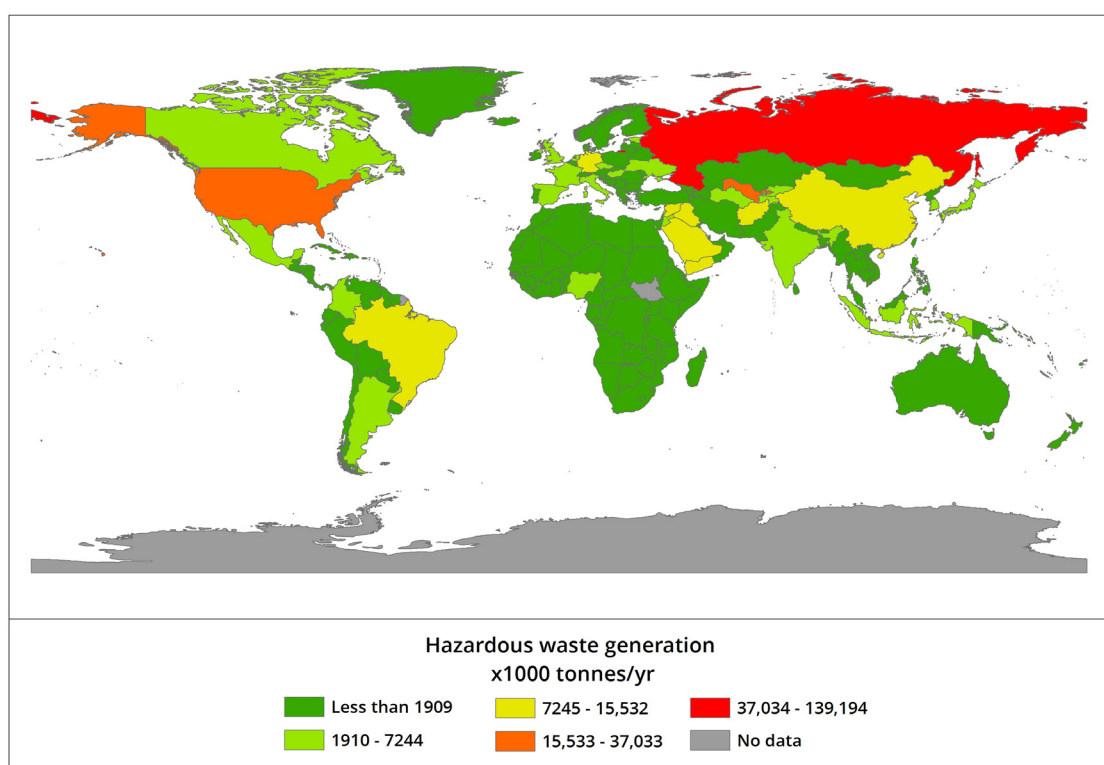 Hazardous waste generation
x1000 tonnes/yr
Less than 1909
7245 - 15,532
37,034 - 139,194
1910 - 7244
15,533 - 37,033
No data